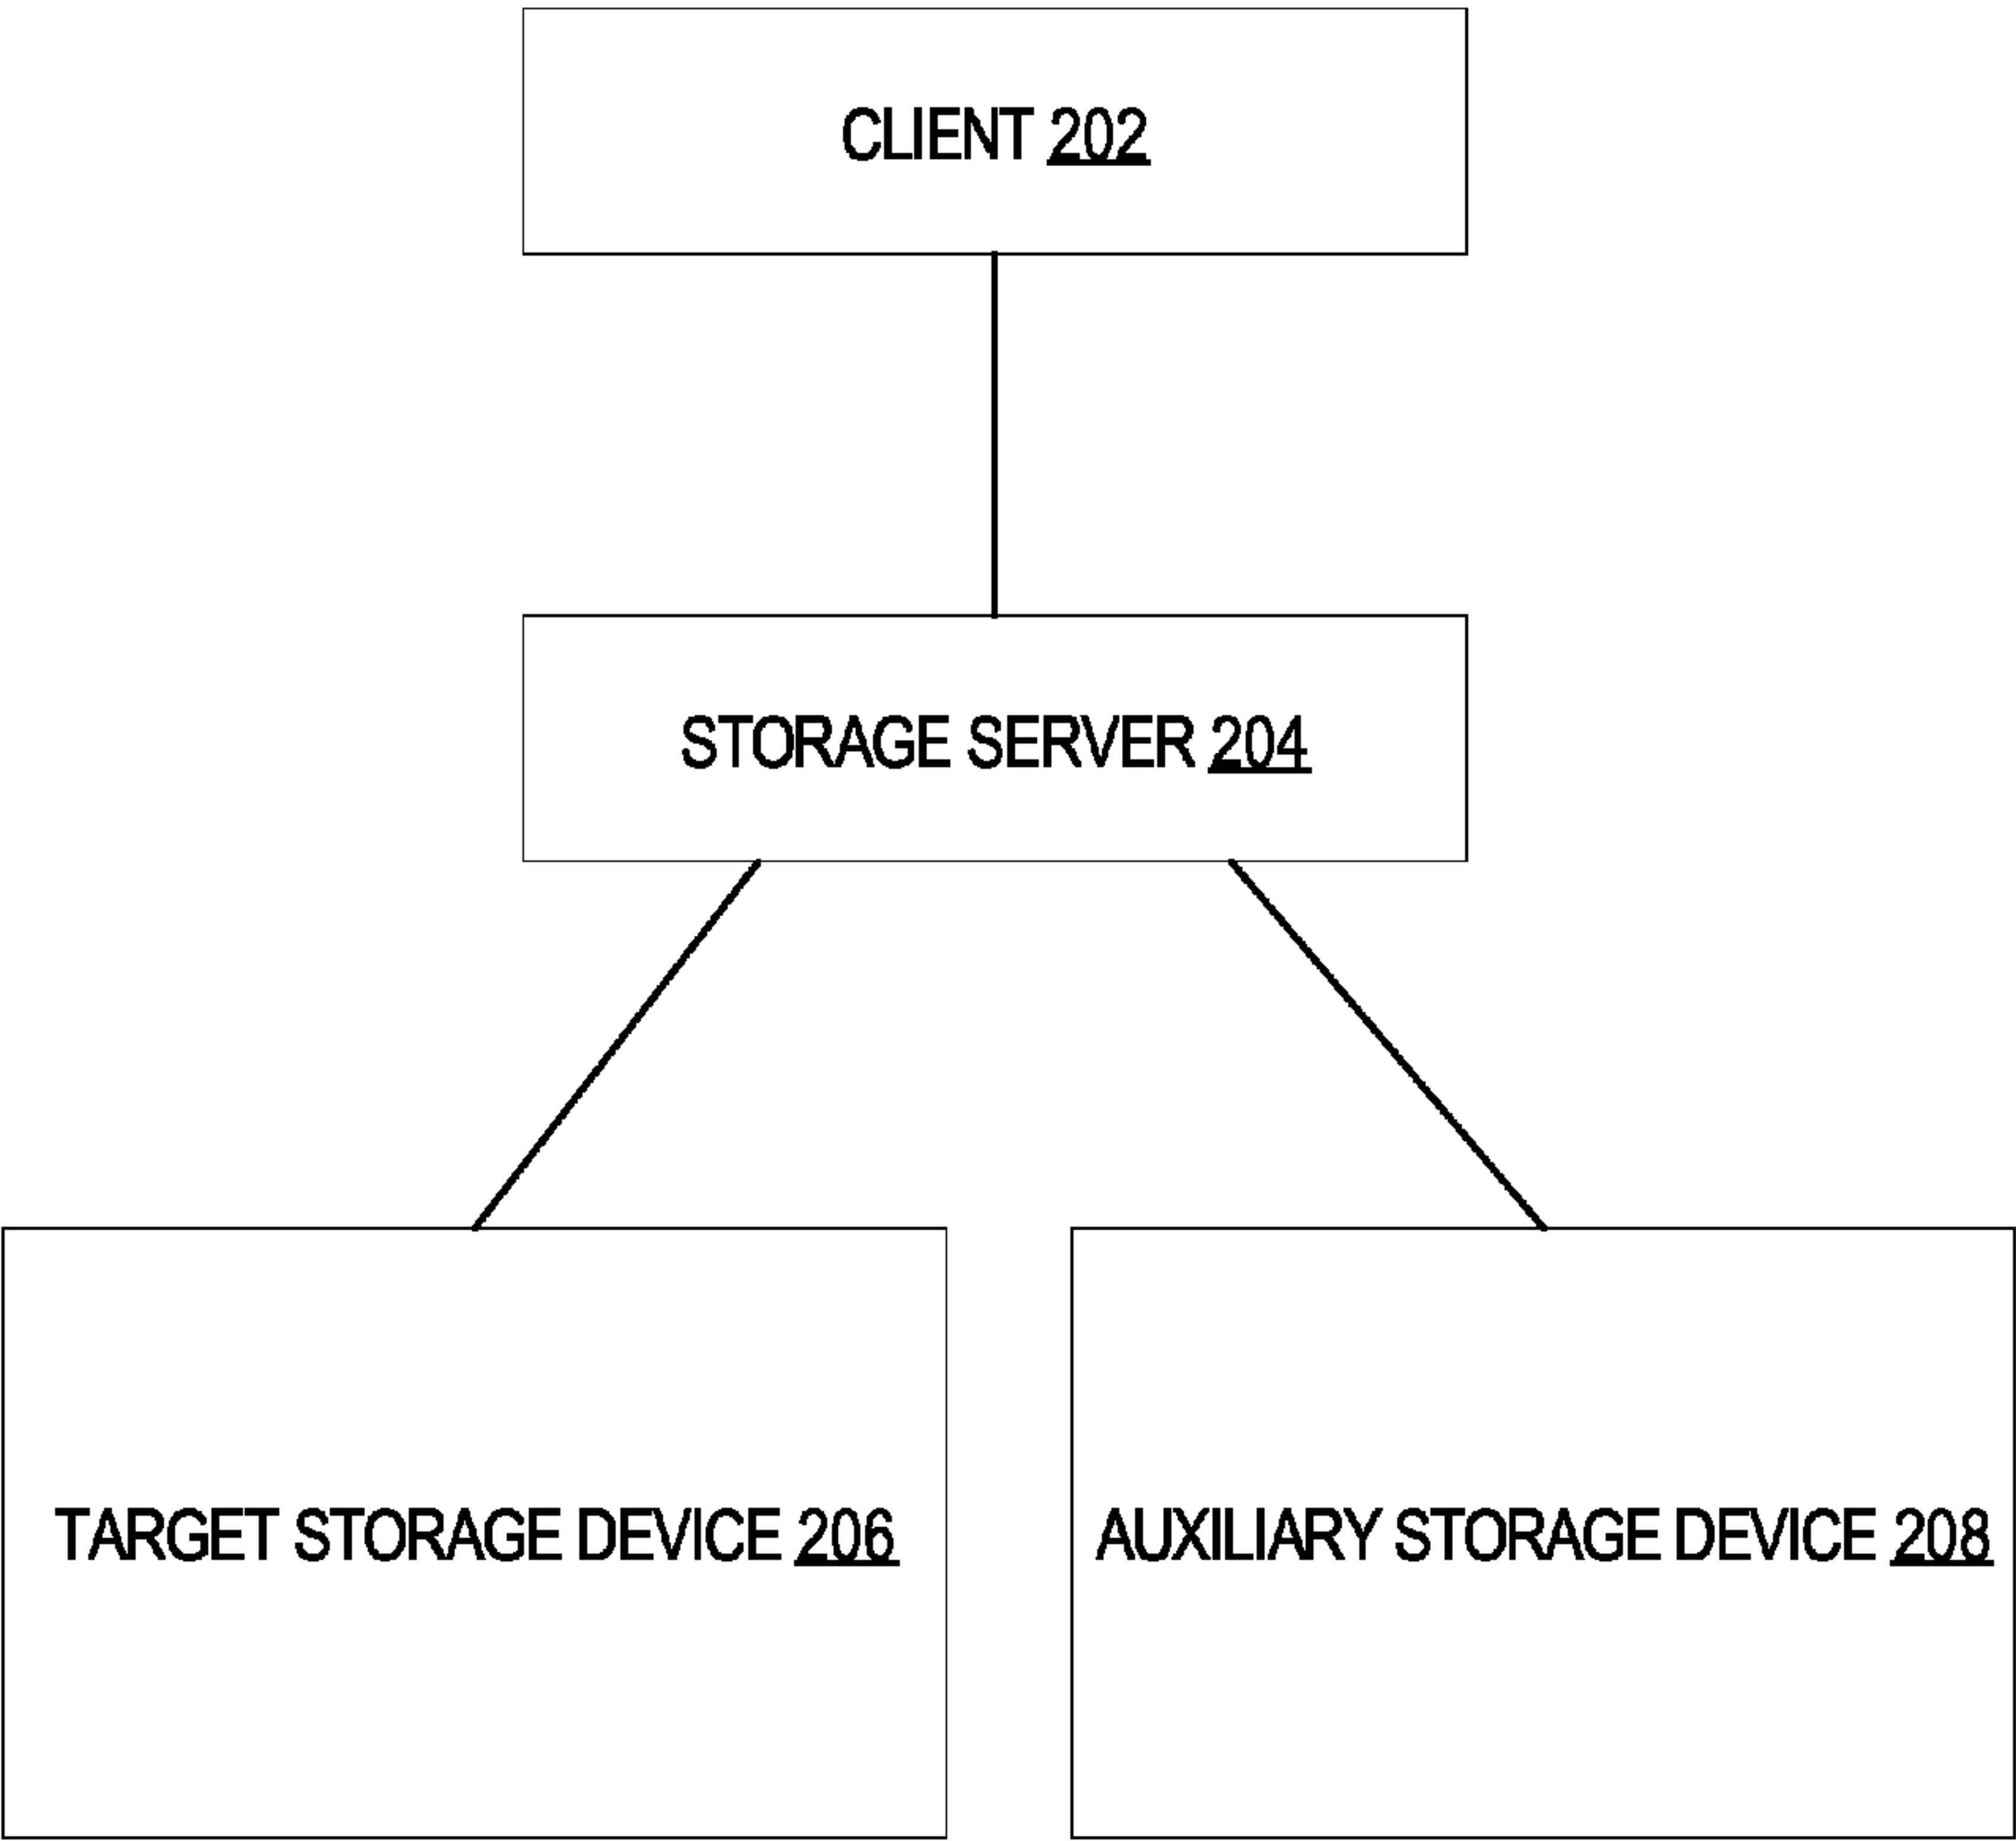 CLIENT 202
STORAGE SERVER 204
TARGET STORAGE DEVICE 206
AUXILIARY STORAGE DEVICE 208